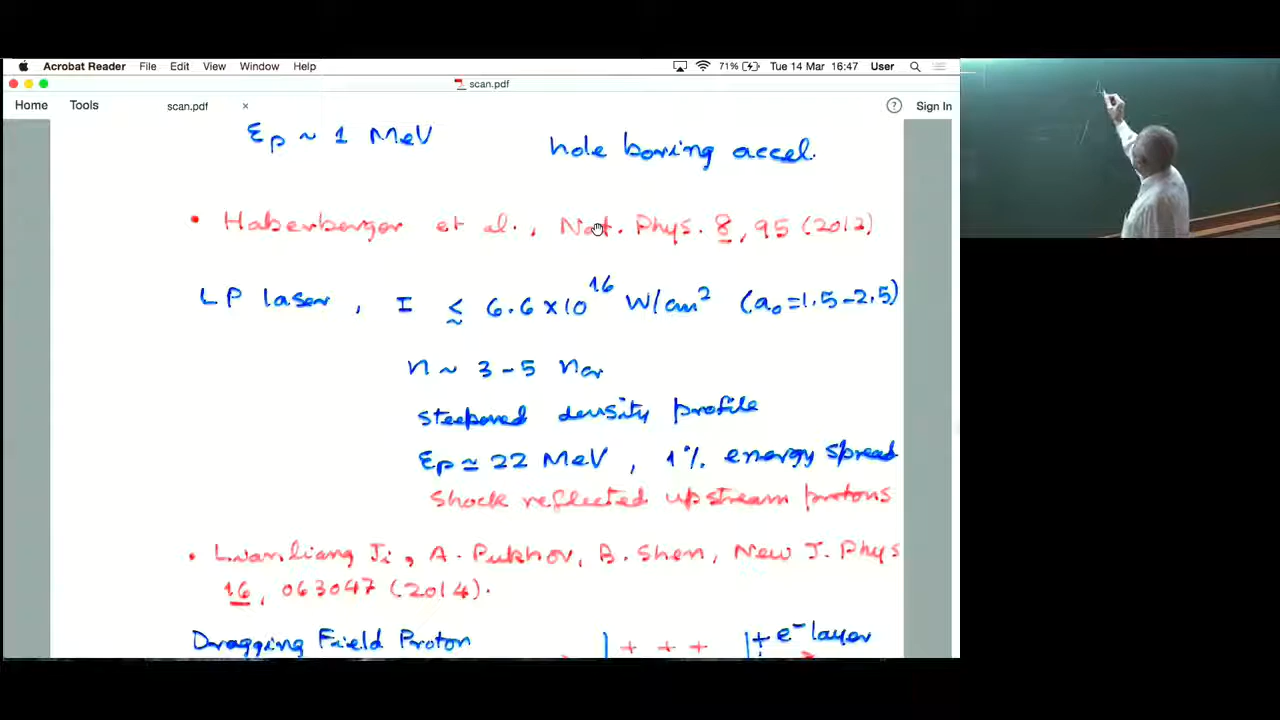 Acrobat Reader File Edit View Window Help 71% Tue 14 Mar 16:47 User
scan.pdf
Home Tools scan.pdf × ? Sign In
Ep ~ 1 MeV hole boring accel.
• Haberberger et al., Nat. Phys. 8, 95 (2012)
LP laser, I ≲ 6.6 × 10^16 W/cm^2 (a0 = 1.5 - 2.5)
n ~ 3 - 5 ncr
steepened density profile
Ep ≃ 22 MeV, 1% energy spread
shock reflected upstream protons
• Lianliang Ji, A. Pukhov, B. Shen, New J. Phys
16, 063047 (2014).
Dragging Field Proton + + + + e- layer